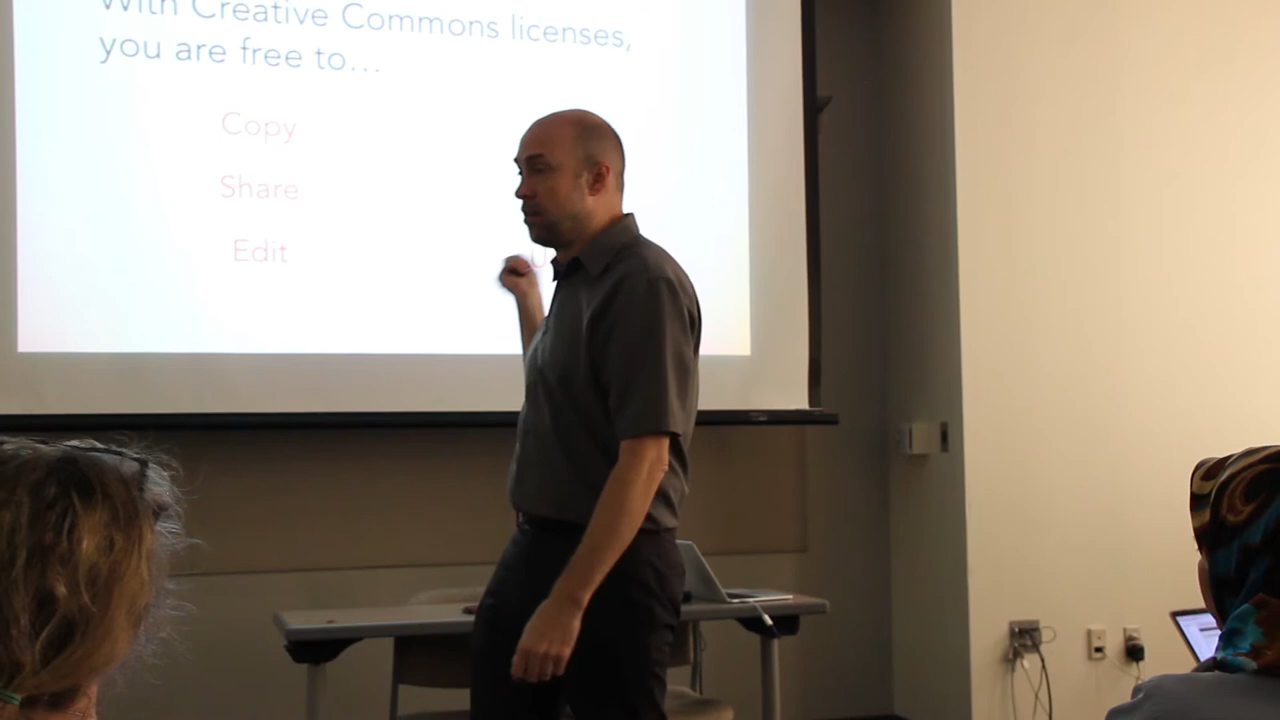 With Creative Commons licenses,
you are free to...
Copy
Share
Edit